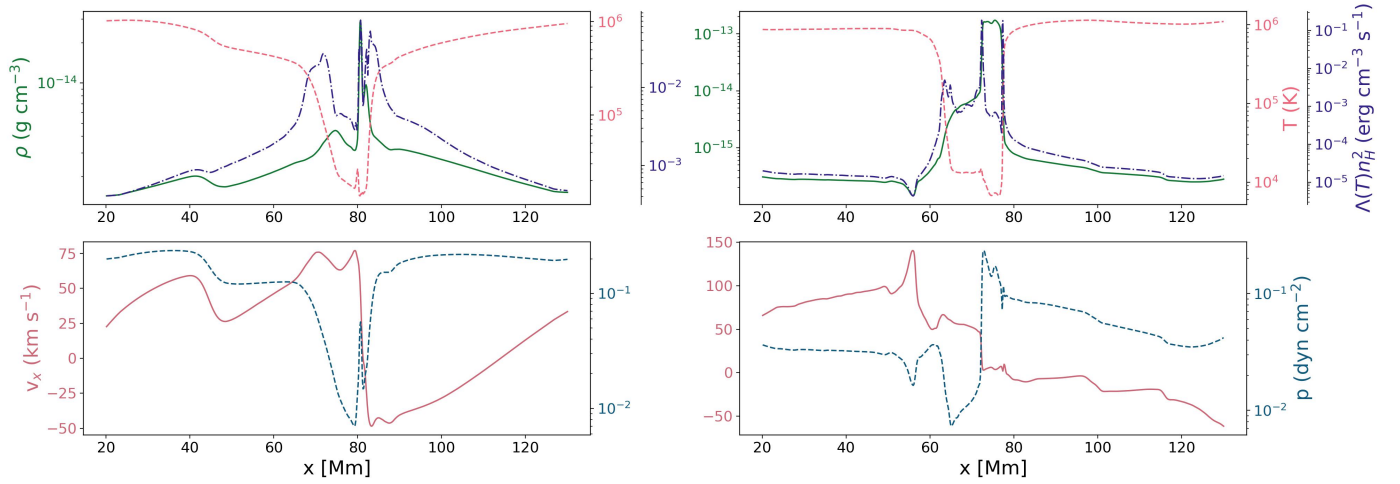 ρ (g cm⁻³)
10⁻¹⁴
10⁶
10⁵
10⁻²
10⁻³
20 40 60 80 100 120
10⁻¹³
10⁻¹⁴
10⁻¹⁵
10⁶
10⁵
10⁴
T (K)
10⁻¹
10⁻²
10⁻³
10⁻⁴
10⁻⁵
Λ(T)n²_H (erg cm⁻³ s⁻¹)
20 40 60 80 100 120
vₓ (km s⁻¹)
75
50
25
0
−25
−50
10⁻¹
10⁻²
20 40 60 80 100 120
x [Mm]
150
100
50
0
−50
10⁻¹
10⁻²
p (dyn cm⁻²)
20 40 60 80 100 120
x [Mm]